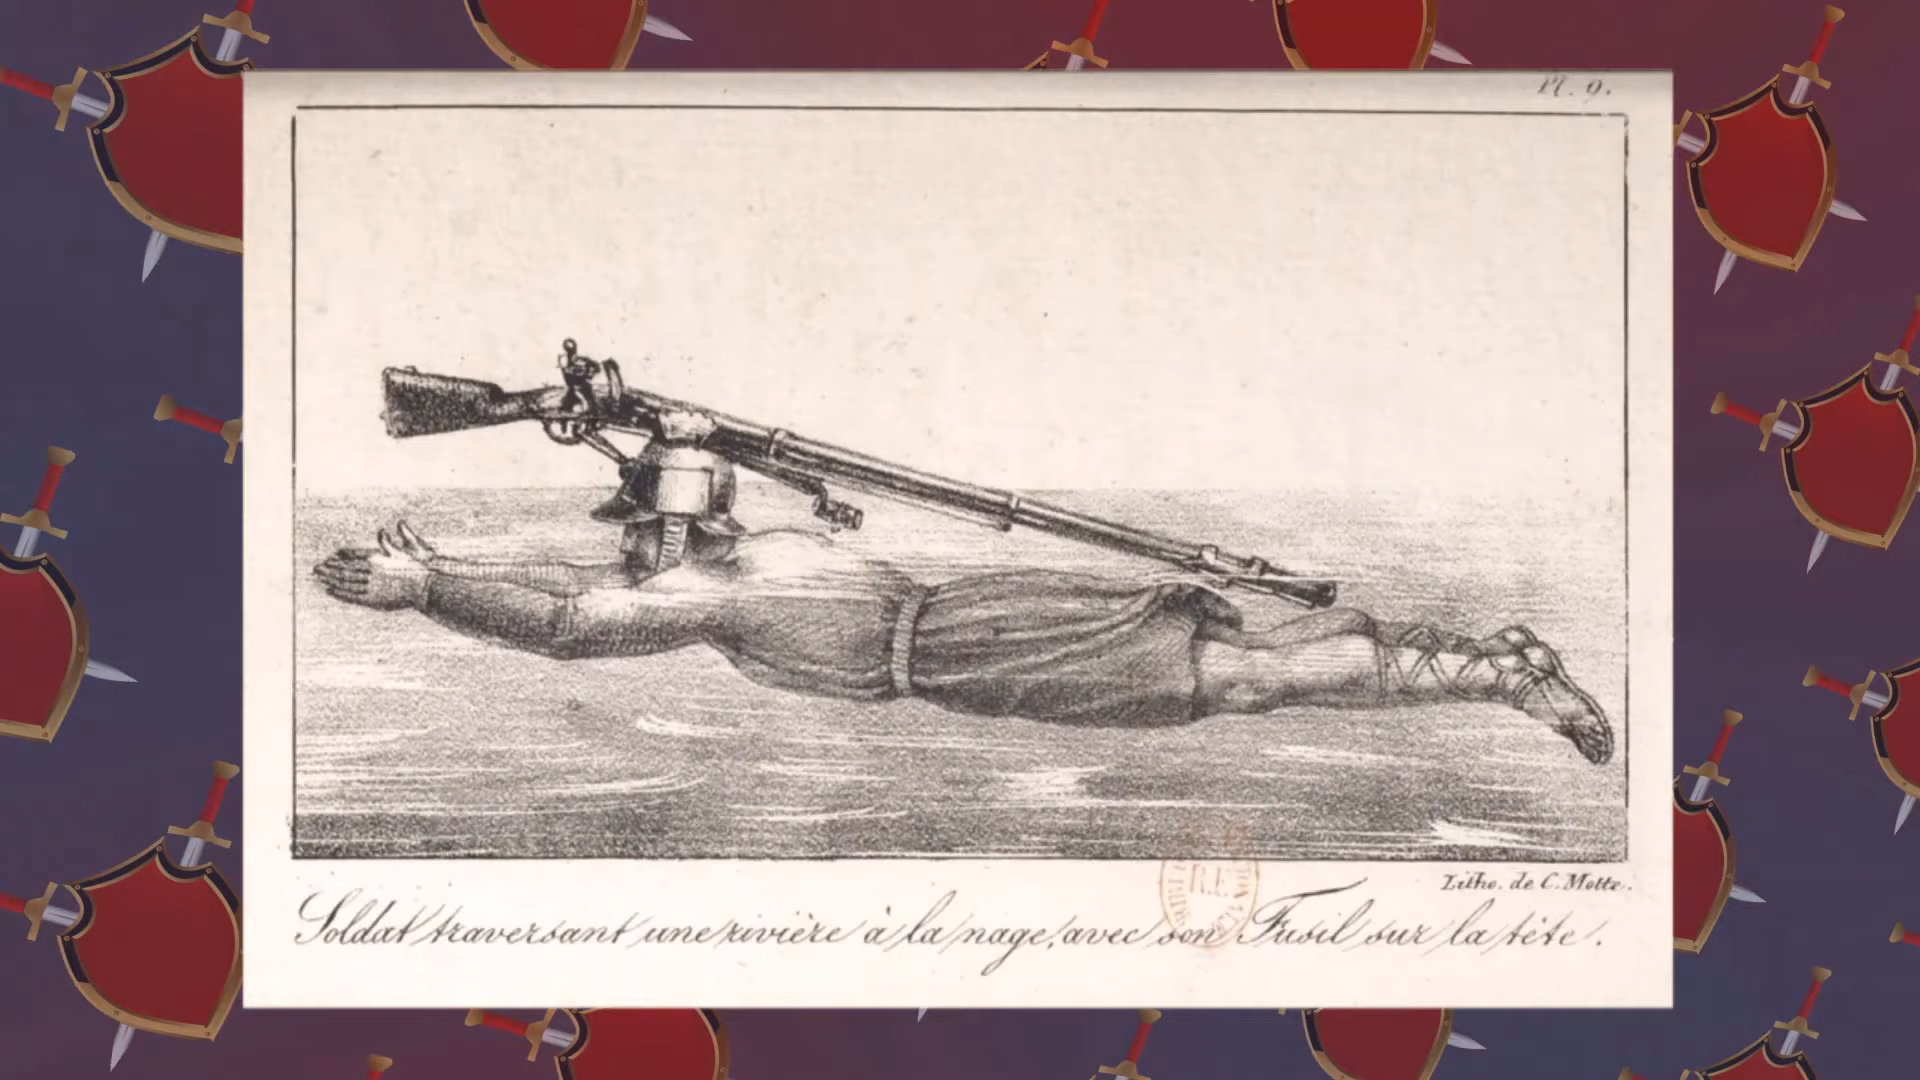 Pl. 9.
Litho. de C. Motte.
Soldat traversant une rivière à la nage, avec son Fusil sur la tête.
R.F.